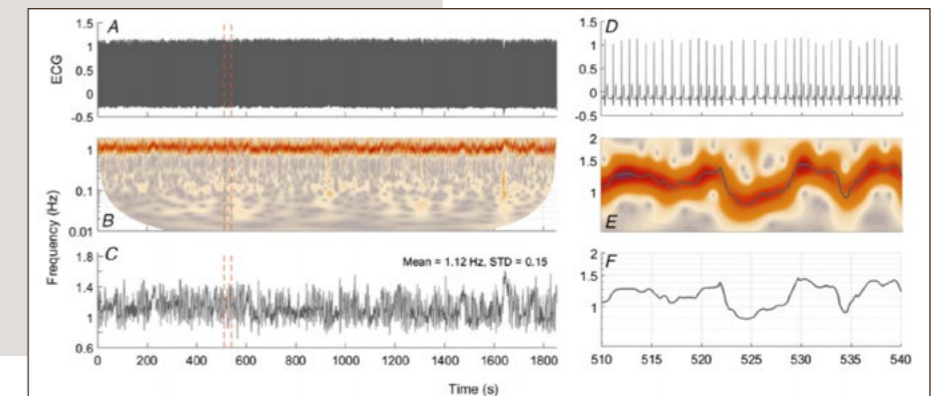 A
ECG
1.5
1
0.5
0
-0.5
B
Frequency (Hz)
1
0.1
0.01
C
Mean = 1.12 Hz, STD = 0.15
1.8
1.4
1
0.6
0 200 400 600 800 1000 1200 1400 1600 1800
D
1.5
1
0.5
0
-0.5
E
2
1.5
1
F
2
1.5
1
510 515 520 525 530 535 540
Time (s)